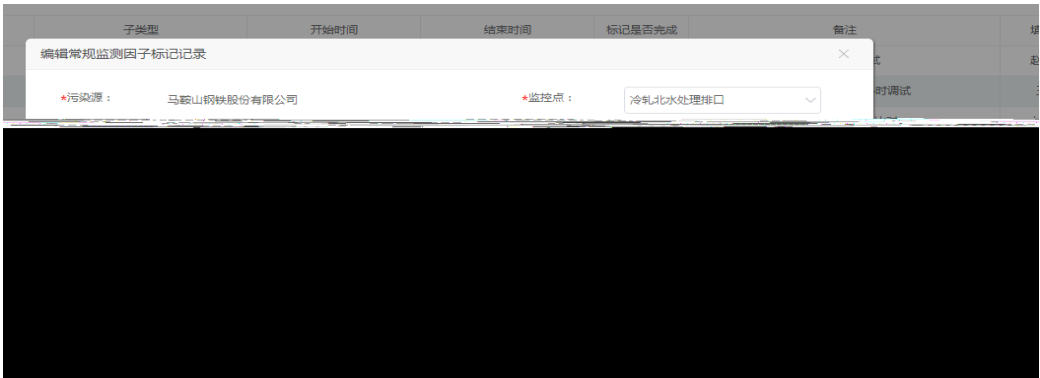 子类型 开始时间 结束时间 标记是否完成 备注
编辑常规监测因子标记记录
*污染源： 马鞍山钢铁股份有限公司 *监控点： 冷轧北水处理排口
时调试